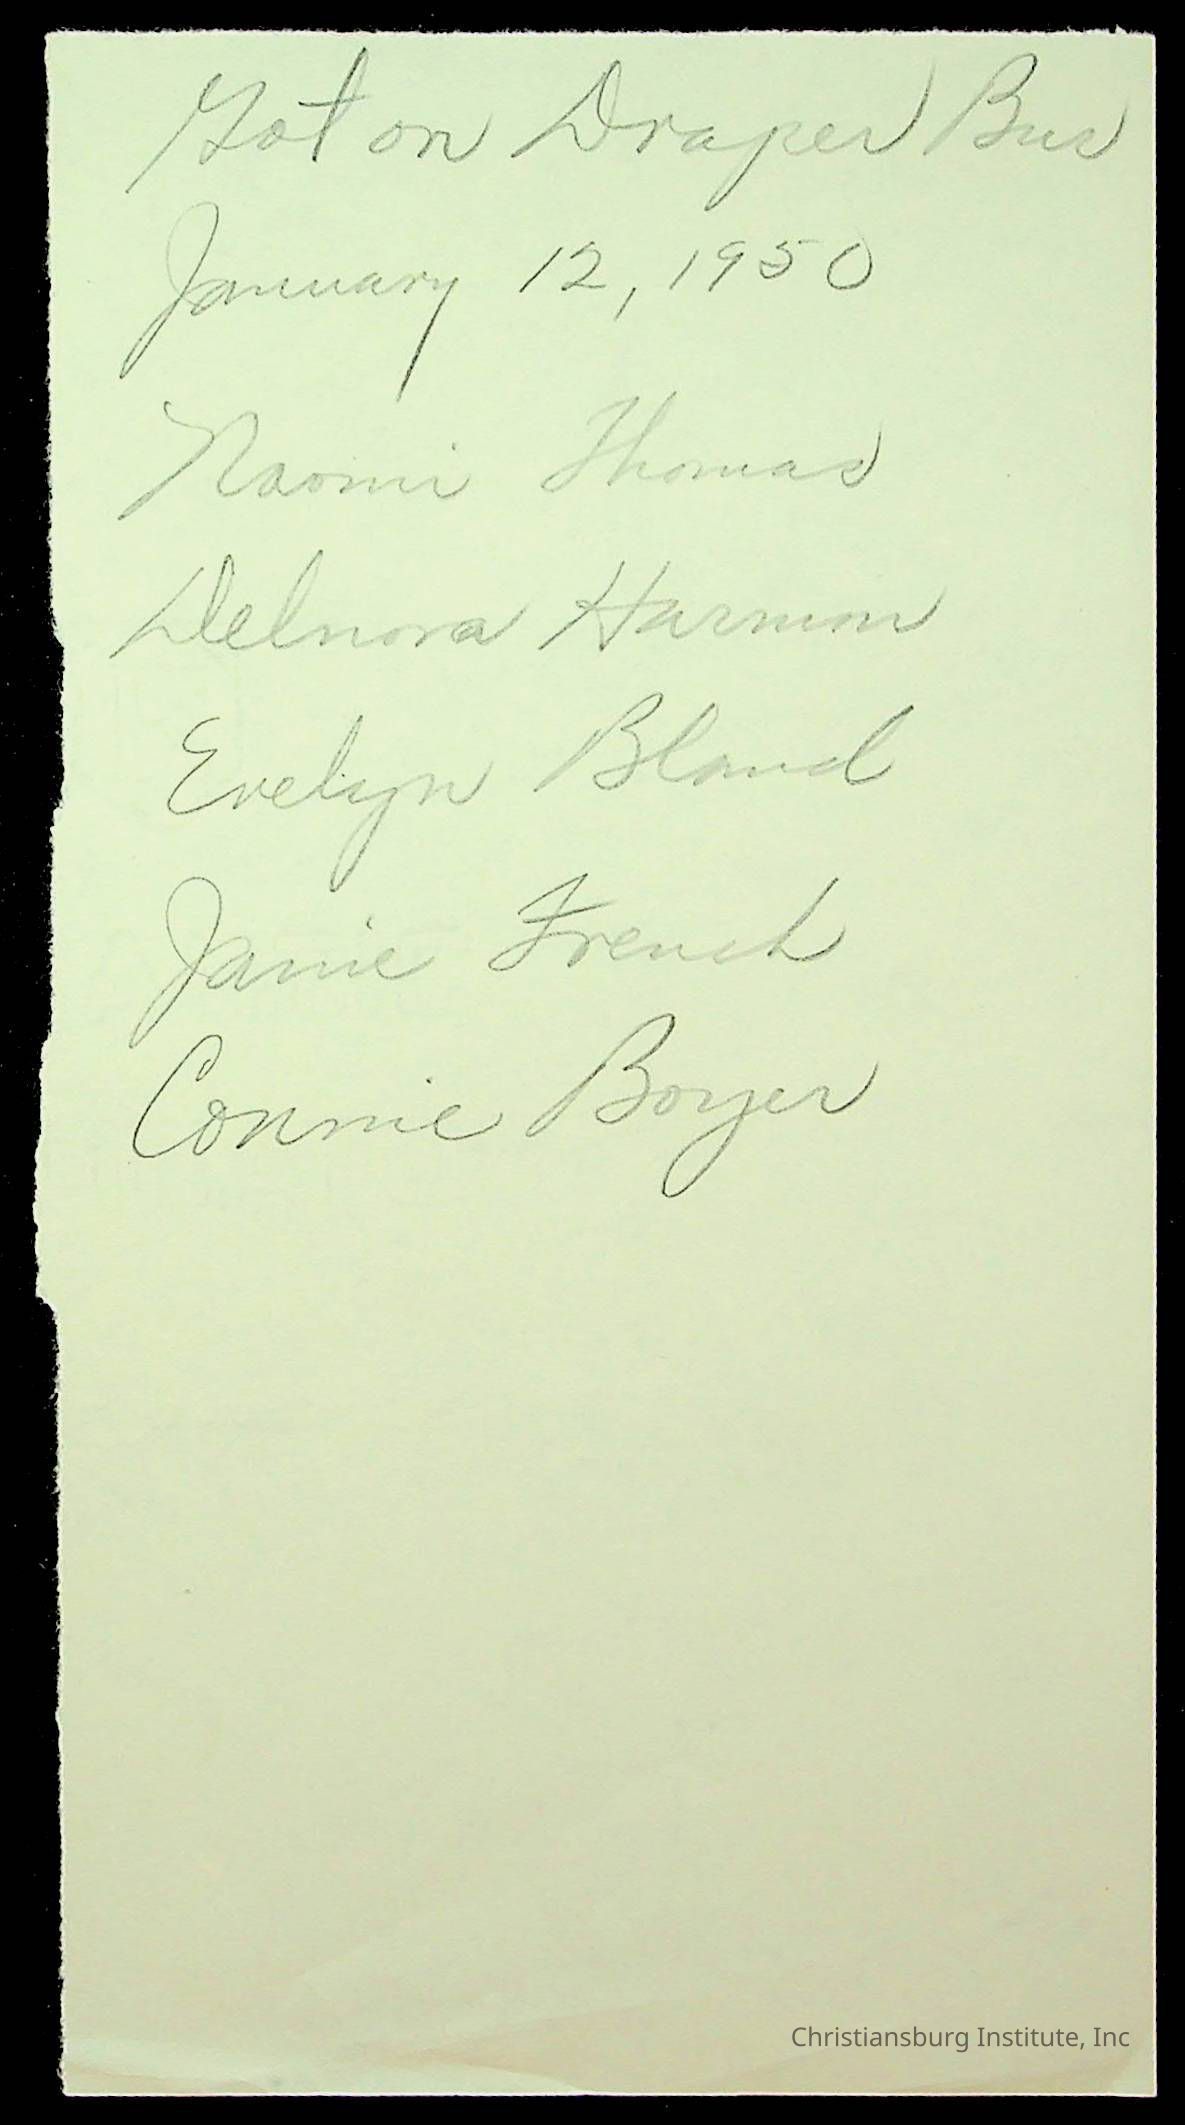 Got on Draper Bus
January 12, 1950
Naomi Thomas
Delnora Harmon
Evelyn Bland
Janie French
Connie Boyer
Christiansburg Institute, Inc